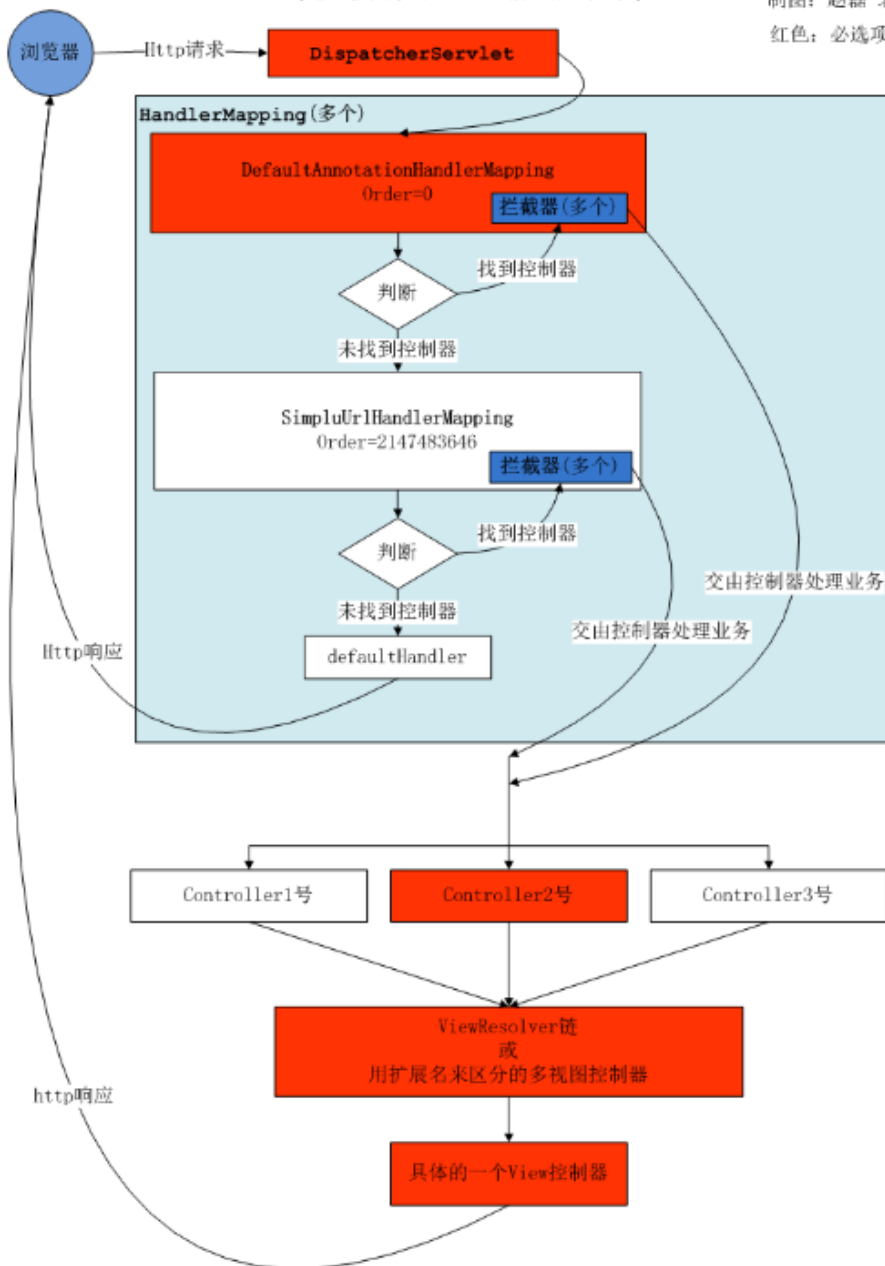 制图：
红色：必选项
浏览器
Http请求
DispatcherServlet
HandlerMapping(多个)
DefaultAnnotationHandlerMapping
Order=0
拦截器(多个)
找到控制器
判断
未找到控制器
SimpluUrlHandlerMapping
Order=2147483646
拦截器(多个)
找到控制器
判断
交由控制器处理业务
未找到控制器
交由控制器处理业务
Http响应
defaultHandler
Controller1号
Controller2号
Controller3号
ViewResolver链
或
用扩展名来区分的多视图控制器
http响应
具体的一个View控制器